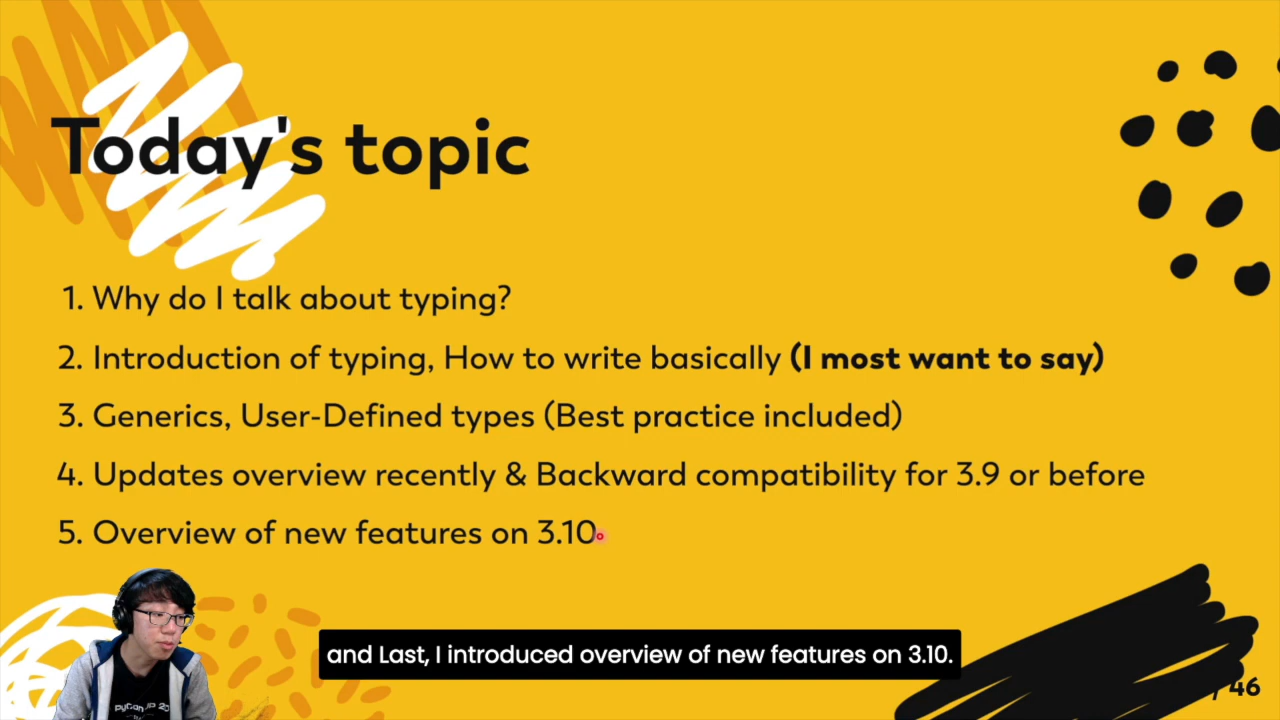 Today's topic
1. Why do I talk about typing?
2. Introduction of typing, How to write basically (I most want to say)
3. Generics, User-Defined types (Best practice included)
4. Updates overview recently & Backward compatibility for 3.9 or before
5. Overview of new features on 3.10
and Last, I introduced overview of new features on 3.10.
/ 46